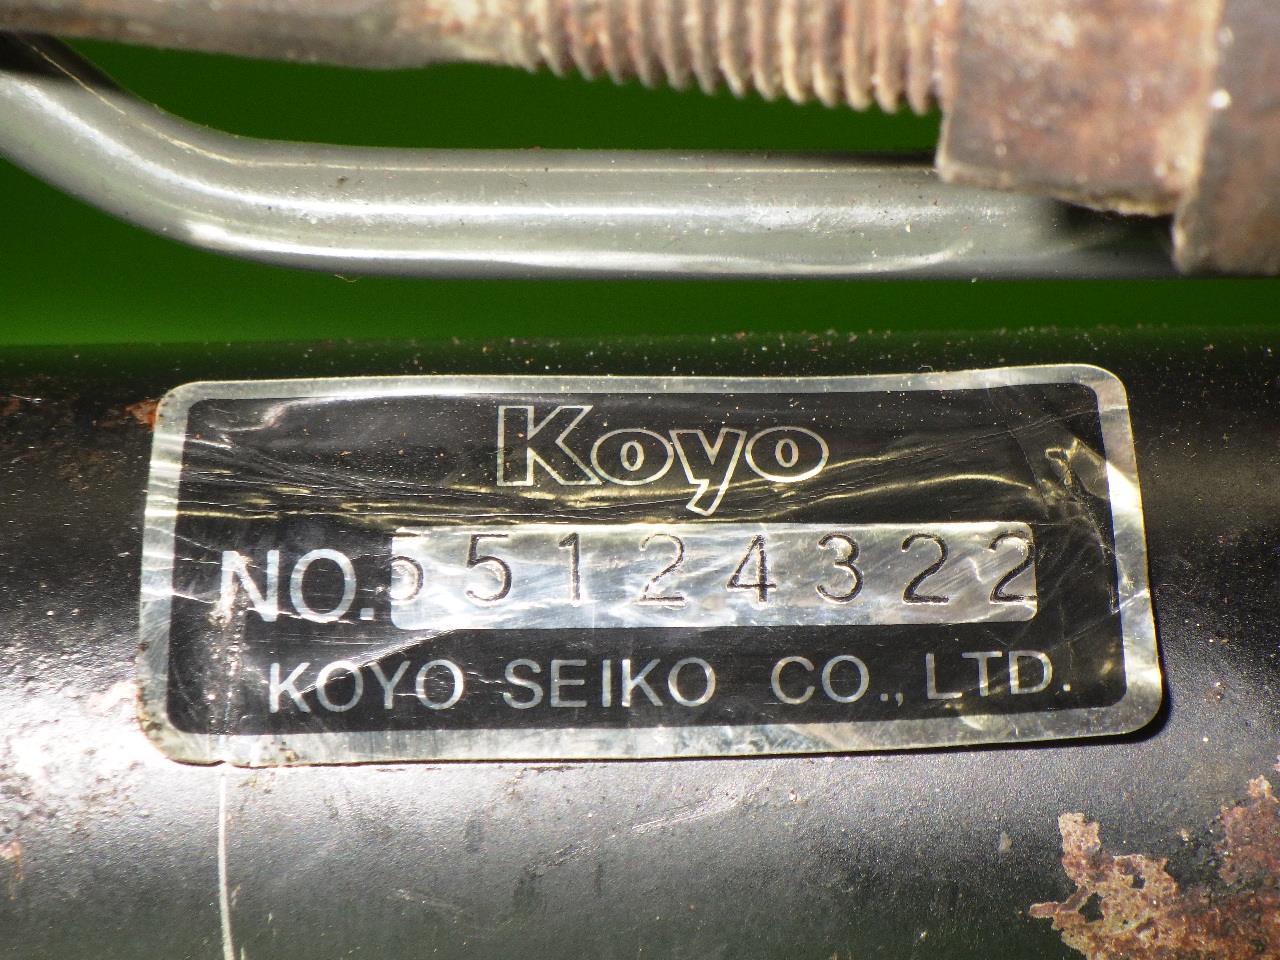 Koyo
NO. 55124322
KOYO SEIKO CO., LTD.